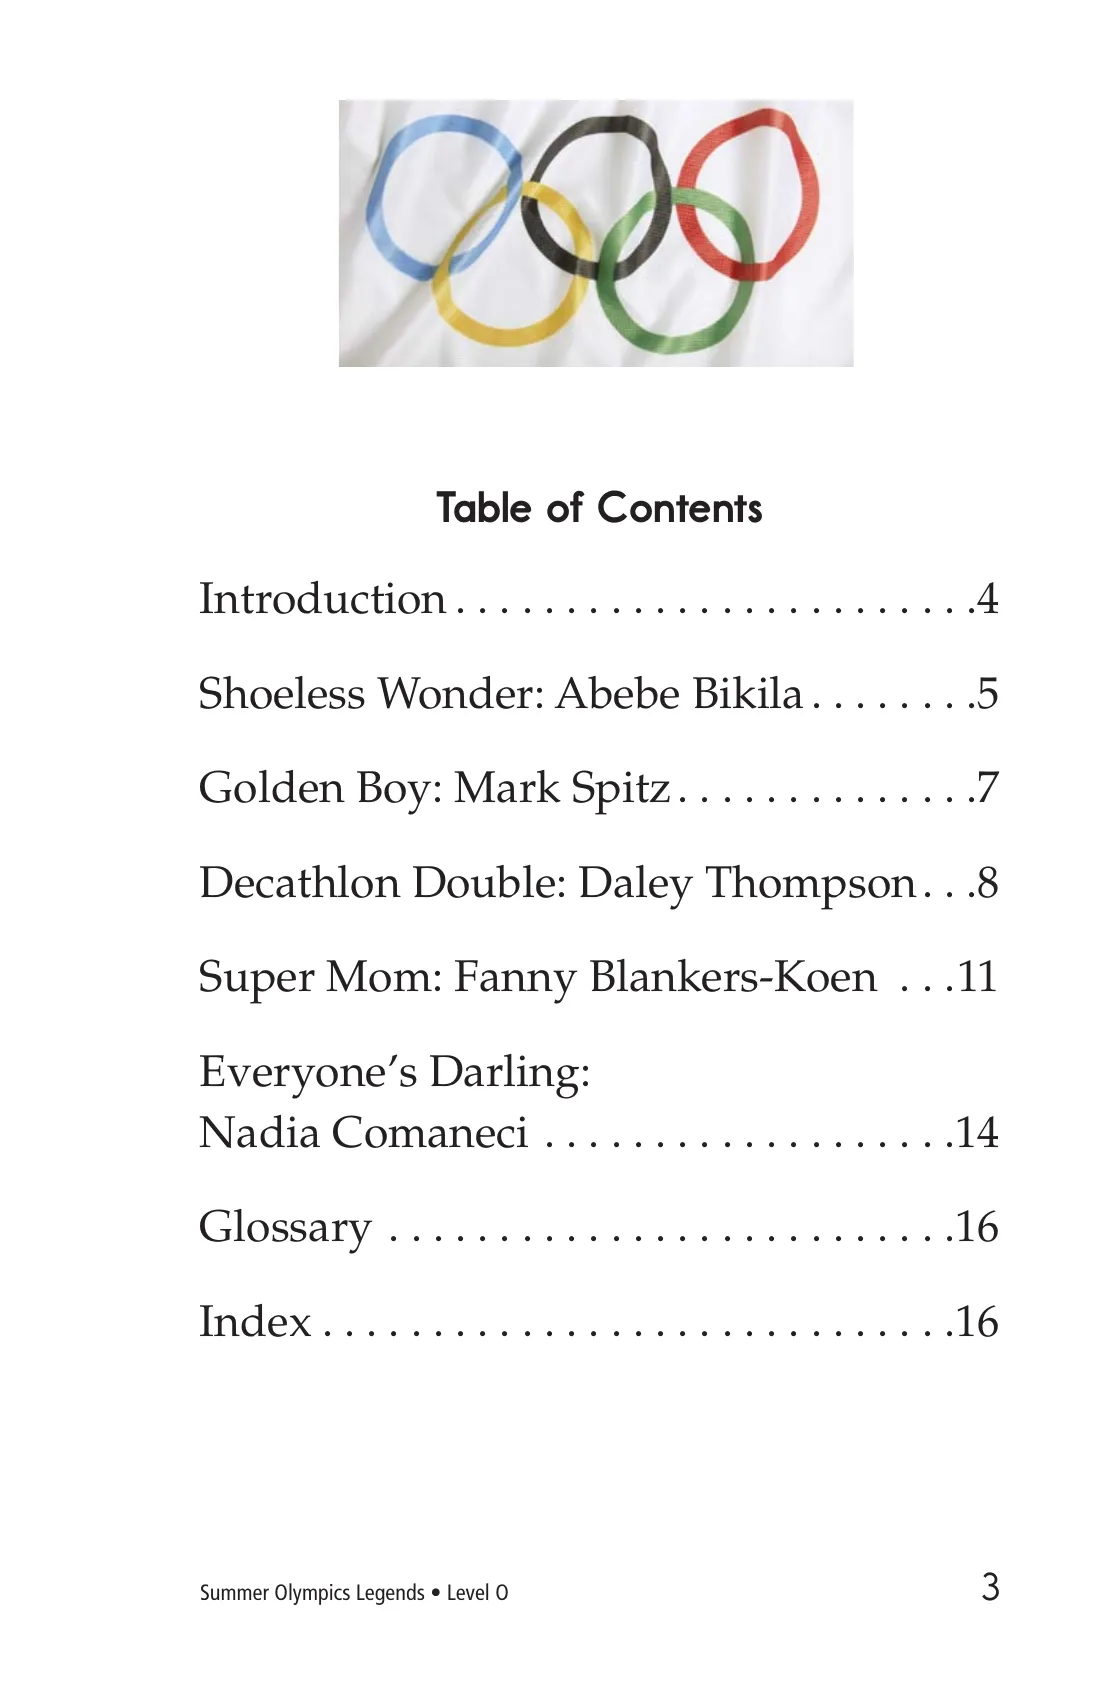 Table of Contents
Introduction . . . . . . . . . . . . . . . . . . . . . . . .4
Shoeless Wonder: Abebe Bikila . . . . . . . .5
Golden Boy: Mark Spitz . . . . . . . . . . . . . .7
Decathlon Double: Daley Thompson . . .8
Super Mom: Fanny Blankers-Koen . . .11
Everyone’s Darling:
Nadia Comaneci . . . . . . . . . . . . . . . . . . .14
Glossary . . . . . . . . . . . . . . . . . . . . . . . . . .16
Index . . . . . . . . . . . . . . . . . . . . . . . . . . . . .16
Summer Olympics Legends • Level O 3